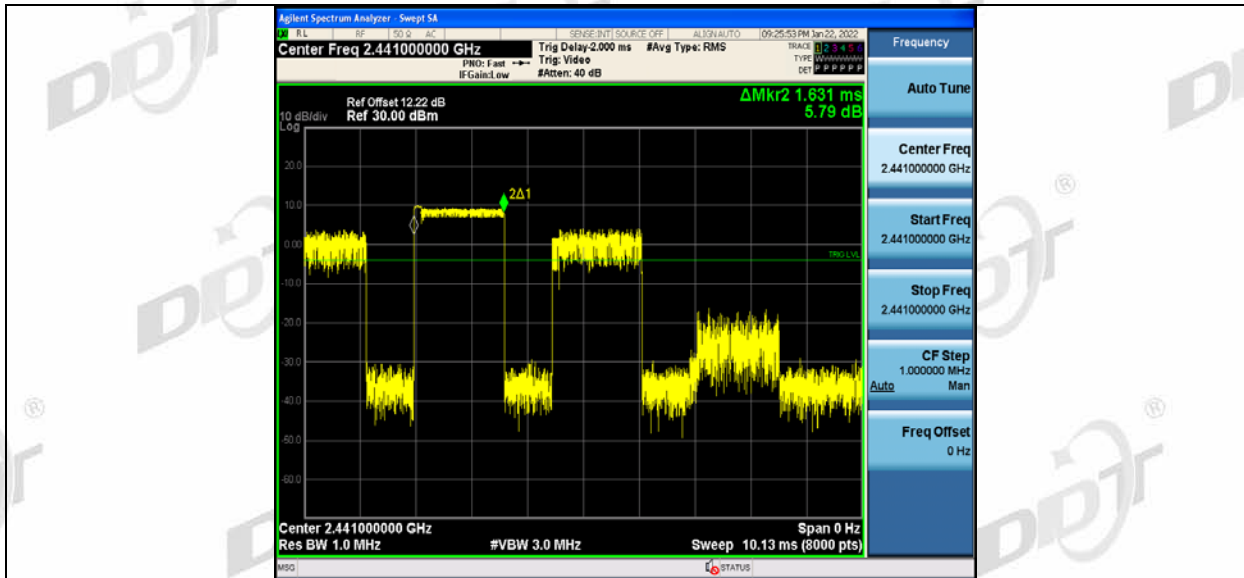 Agilent Spectrum Analyzer - Swept SA
RL RF 50 Ω AC SENSE:INT SOURCE OFF ALIGNAUTO 09:25:53 PM Jan 22, 2022
Center Freq 2.441000000 GHz
PNO: Fast
IFGain:Low
Trig Delay-2.000 ms
Trig: Video
#Atten: 40 dB
#Avg Type: RMS
TRACE 1 2 3 4 5 6
TYPE
DET P P P P P P
Ref Offset 12.22 dB
10 dB/div Ref 30.00 dBm
Log
ΔMkr2 1.631 ms
5.79 dB
20.0
10.0
0.00
-10.0
-20.0
-30.0
-40.0
-50.0
-60.0
2Δ1
TRIG LVL
Center 2.441000000 GHz Span 0 Hz
Res BW 1.0 MHz #VBW 3.0 MHz Sweep 10.13 ms (8000 pts)
MSG STATUS
Frequency
Auto Tune
Center Freq
2.441000000 GHz
Start Freq
2.441000000 GHz
Stop Freq
2.441000000 GHz
CF Step
1.000000 MHz
Auto Man
Freq Offset
0 Hz
DDT
®